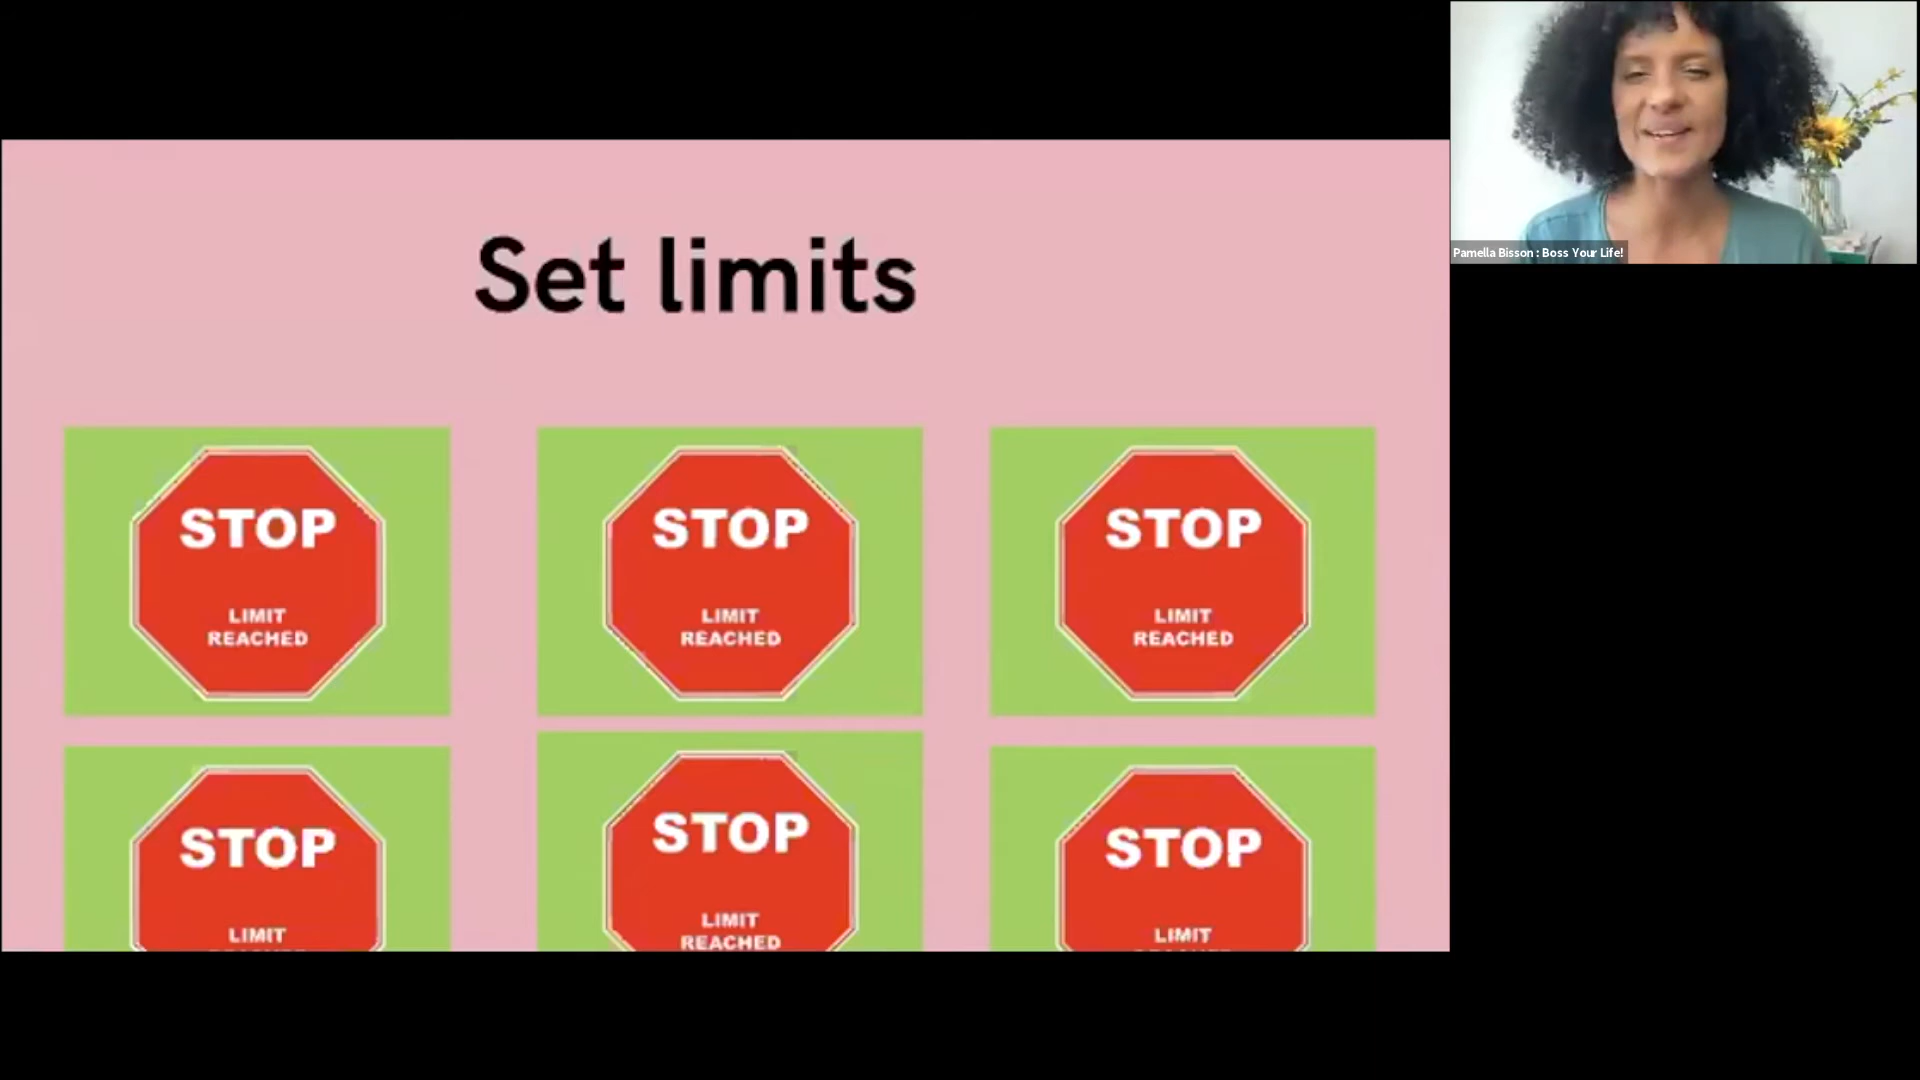 Set limits
Pamella Bisson : Boss Your Life!
STOP
LIMIT
REACHED
STOP
LIMIT
REACHED
STOP
LIMIT
REACHED
STOP
LIMIT
STOP
LIMIT
REACHED
STOP
LIMIT